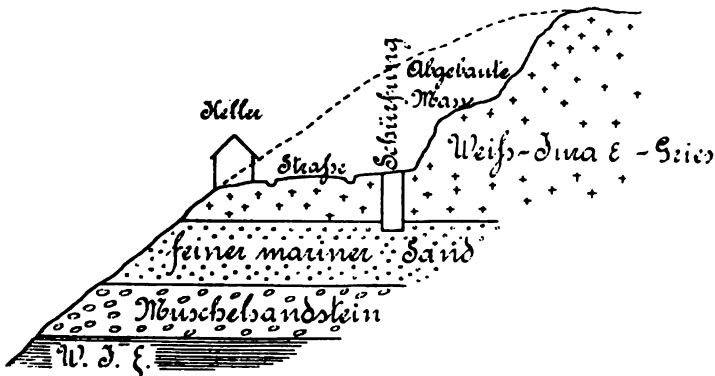 Abgebaute
Masse
Schürfung
Keller
Straße
Weiß-Jura ε - Gries
feiner mariner Sand
Muschelsandstein
W. J. ε.